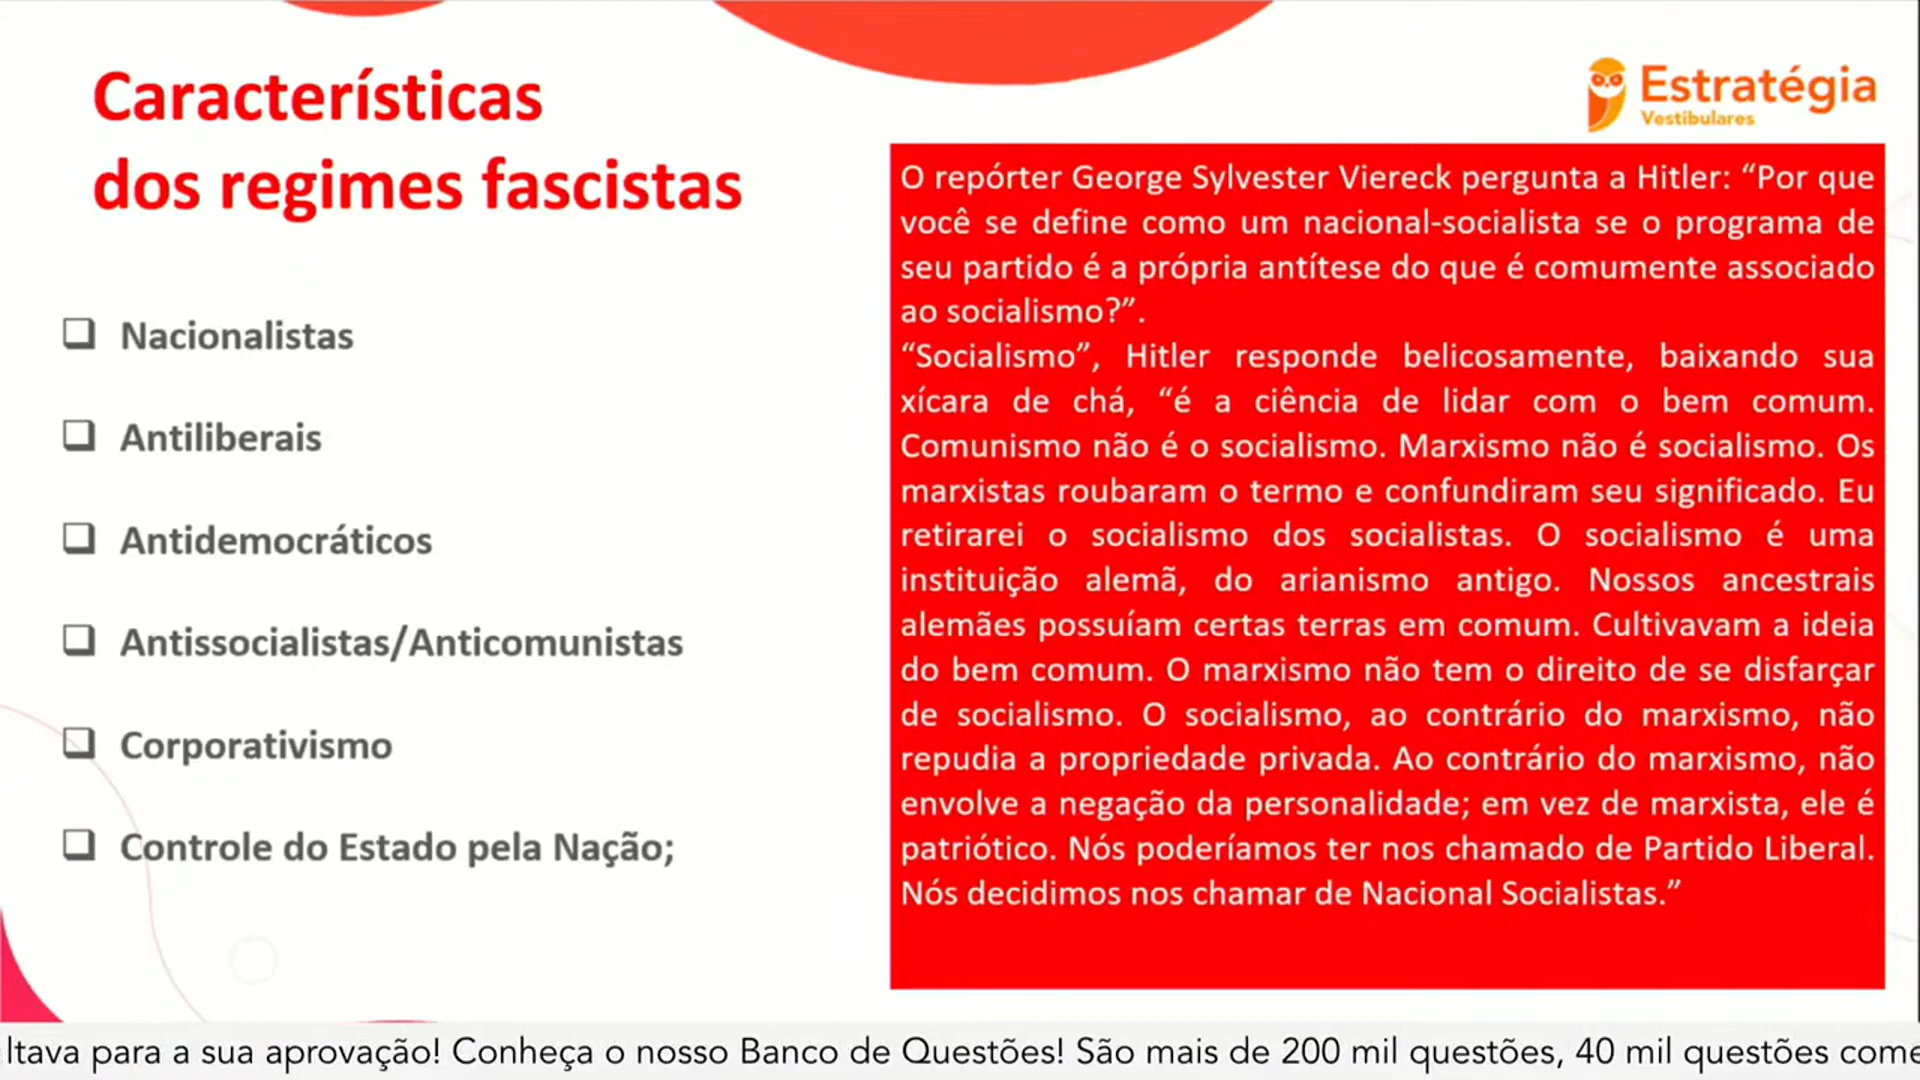 Características
dos regimes fascistas
Estratégia
Vestibulares
Nacionalistas
Antiliberais
Antidemocráticos
Antissocialistas/Anticomunistas
Corporativismo
Controle do Estado pela Nação;
O repórter George Sylvester Viereck pergunta a Hitler: “Por que
você se define como um nacional-socialista se o programa de
seu partido é a própria antítese do que é comumente associado
ao socialismo?”.
“Socialismo”, Hitler responde belicosamente, baixando sua
xícara de chá, “é a ciência de lidar com o bem comum.
Comunismo não é o socialismo. Marxismo não é socialismo. Os
marxistas roubaram o termo e confundiram seu significado. Eu
retirarei o socialismo dos socialistas. O socialismo é uma
instituição alemã, do arianismo antigo. Nossos ancestrais
alemães possuíam certas terras em comum. Cultivavam a ideia
do bem comum. O marxismo não tem o direito de se disfarçar
de socialismo. O socialismo, ao contrário do marxismo, não
repudia a propriedade privada. Ao contrário do marxismo, não
envolve a negação da personalidade; em vez de marxista, ele é
patriótico. Nós poderíamos ter nos chamado de Partido Liberal.
Nós decidimos nos chamar de Nacional Socialistas.”
ltava para a sua aprovação! Conheça o nosso Banco de Questões! São mais de 200 mil questões, 40 mil questões come